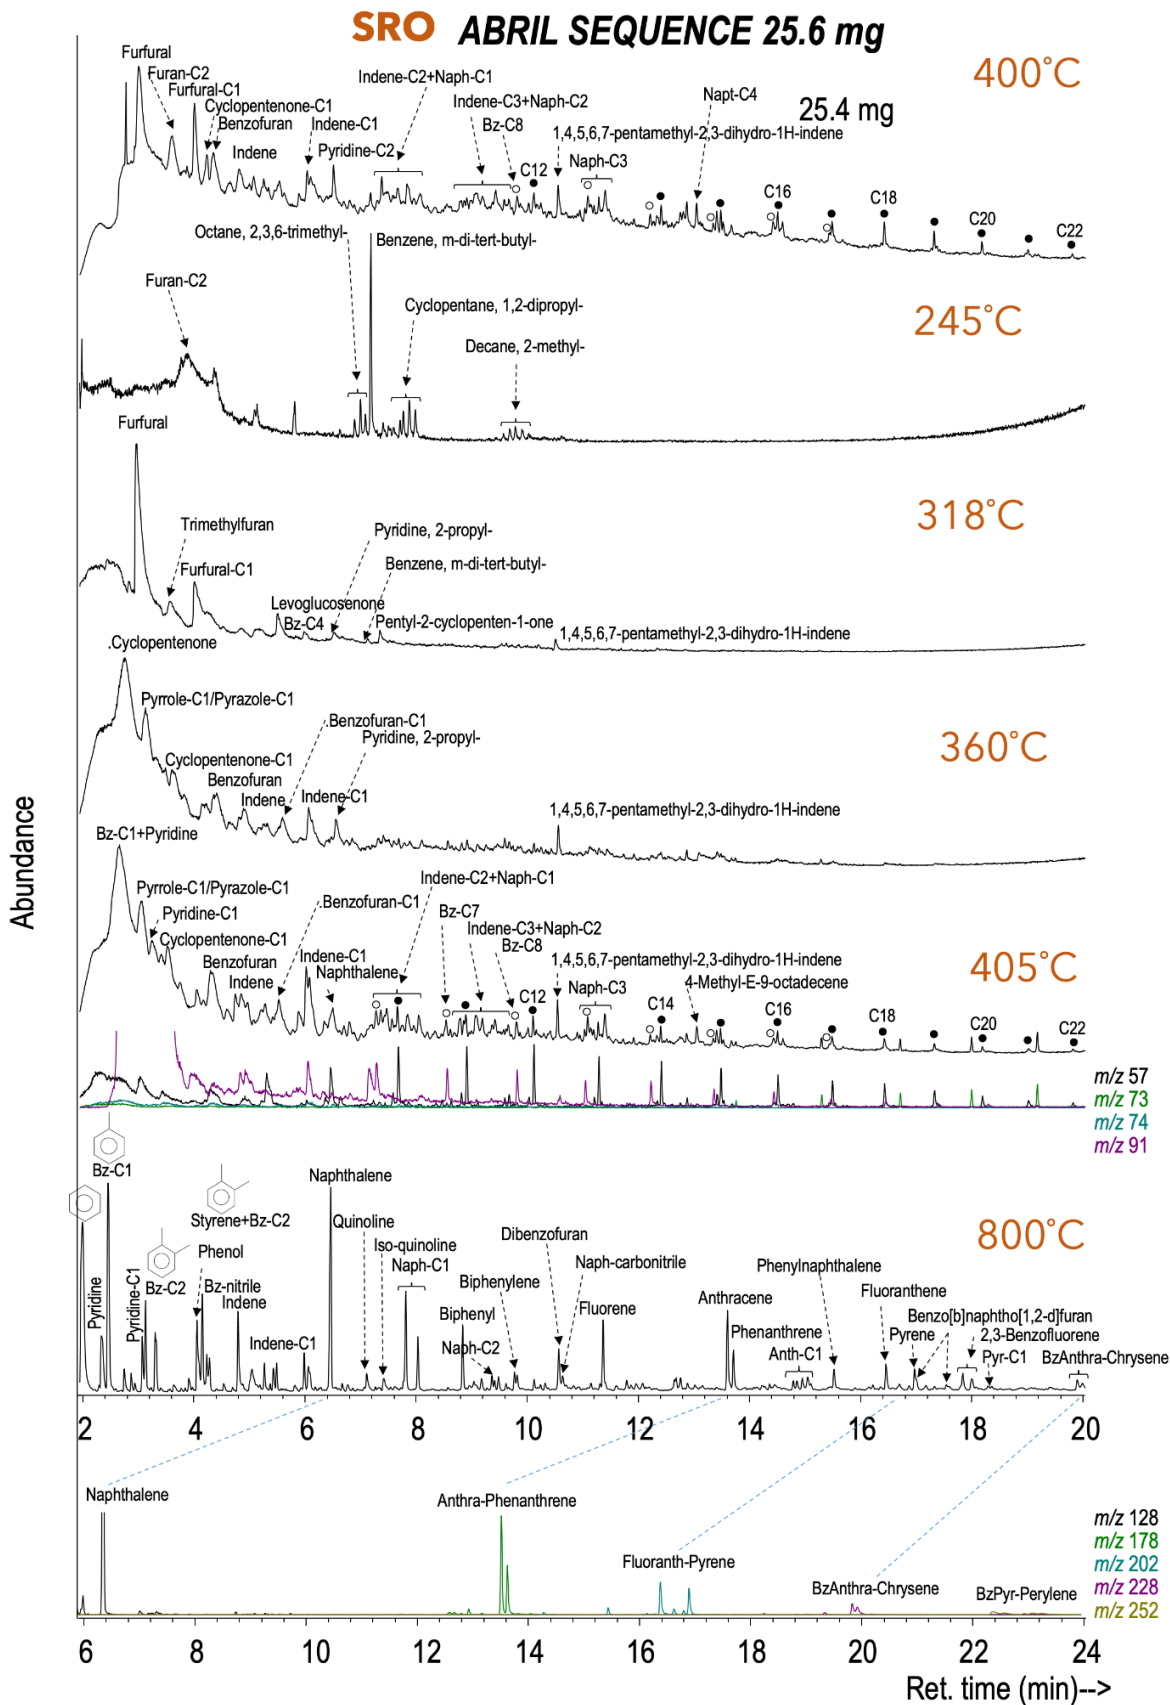 SRO ABRIL SEQUENCE 25.6 mg
400°C
25.4 mg
Furfural
Furan-C2
Furfural-C1
Cyclopentenone-C1
Benzofuran
Indene
Indene-C1
Pyridine-C2
Indene-C2+Naph-C1
Indene-C3+Naph-C2
Bz-C8
C12
1,4,5,6,7-pentamethyl-2,3-dihydro-1H-indene
Naph-C3
Napt-C4
C16
C18
C20
C22
245°C
Octane, 2,3,6-trimethyl-
Benzene, m-di-tert-butyl-
Furan-C2
Cyclopentane, 1,2-dipropyl-
Decane, 2-methyl-
318°C
Furfural
Trimethylfuran
Furfural-C1
Levoglucosenone
Bz-C4
Pyridine, 2-propyl-
Benzene, m-di-tert-butyl-
Pentyl-2-cyclopenten-1-one
1,4,5,6,7-pentamethyl-2,3-dihydro-1H-indene
360°C
.Cyclopentenone
Pyrrole-C1/Pyrazole-C1
Cyclopentenone-C1
Benzofuran
Indene
.Benzofuran-C1
Indene-C1
Pyridine, 2-propyl-
1,4,5,6,7-pentamethyl-2,3-dihydro-1H-indene
405°C
Bz-C1+Pyridine
Pyrrole-C1/Pyrazole-C1
Pyridine-C1
Cyclopentenone-C1
Benzofuran
Indene
.Benzofuran-C1
Indene-C1
Naphthalene
Indene-C2+Naph-C1
Bz-C7
Indene-C3+Naph-C2
Bz-C8
C12
1,4,5,6,7-pentamethyl-2,3-dihydro-1H-indene
Naph-C3
C14
4-Methyl-E-9-octadecene
C16
C18
C20
C22
m/z 57
m/z 73
m/z 74
m/z 91
800°C
Bz-C1
Pyridine
Pyridine-C1
Bz-C2
Styrene+Bz-C2
Phenol
Bz-nitrile
Indene
Indene-C1
Naphthalene
Quinoline
Iso-quinoline
Naph-C1
Biphenyl
Naph-C2
Biphenylene
Dibenzofuran
Naph-carbonitrile
Fluorene
Anthracene
Phenanthrene
Anth-C1
Phenylnaphthalene
Fluoranthene
Pyrene
Benzo[b]naphtho[1,2-d]furan
2,3-Benzofluorene
Pyr-C1
BzAnthra-Chrysene
2 4 6 8 10 12 14 16 18 20
Naphthalene
Anthra-Phenanthrene
Fluoranth-Pyrene
BzAnthra-Chrysene
BzPyr-Perylene
m/z 128
m/z 178
m/z 202
m/z 228
m/z 252
6 8 10 12 14 16 18 20 22 24
Ret. time (min)-->
Abundance